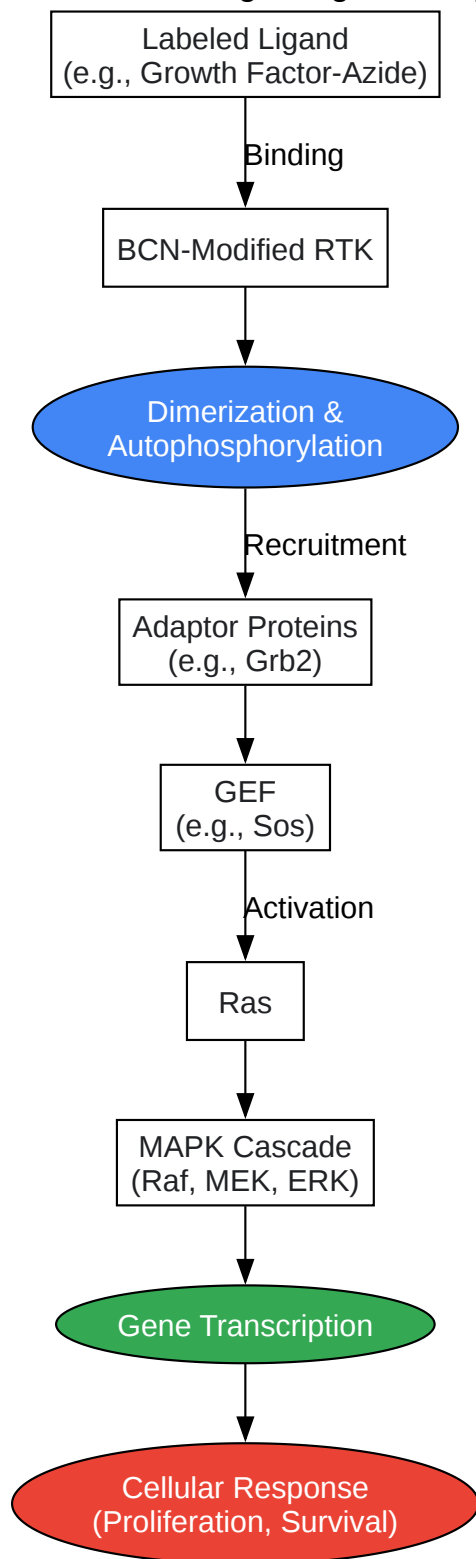 Labeled Ligand
(e.g., Growth Factor-Azide)
Binding
BCN-Modified RTK
Dimerization &
Autophosphorylation
Recruitment
Adaptor Proteins
(e.g., Grb2)
GEF
(e.g., Sos)
Activation
Ras
MAPK Cascade
(Raf, MEK, ERK)
Gene Transcription
Cellular Response
(Proliferation, Survival)